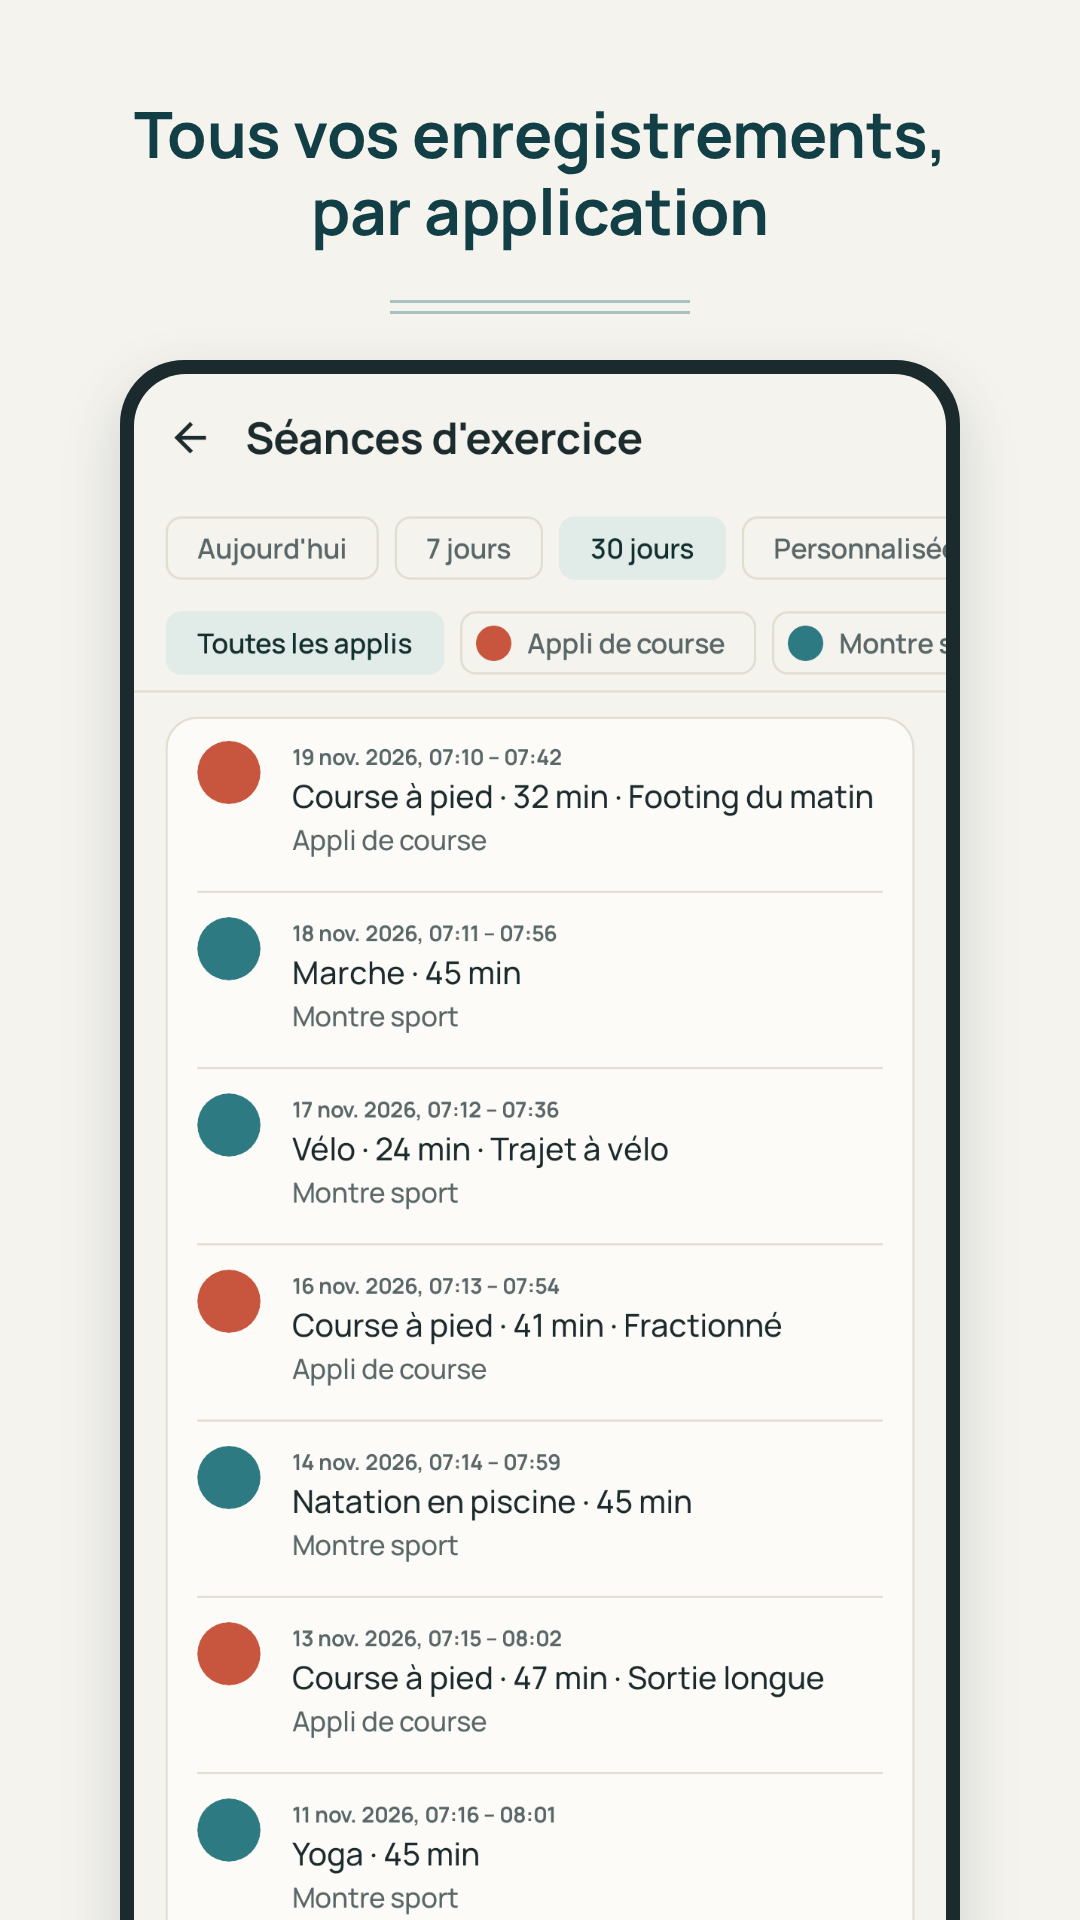 Tous vos enregistrements,
par application
Séances d'exercice
Aujourd'hui
7 jours
30 jours
Personnalisée
Toutes les applis
Appli de course
Montre s
19 nov. 2026, 07:10 – 07:42
Course à pied · 32 min · Footing du matin
Appli de course
18 nov. 2026, 07:11 – 07:56
Marche · 45 min
Montre sport
17 nov. 2026, 07:12 – 07:36
Vélo · 24 min · Trajet à vélo
Montre sport
16 nov. 2026, 07:13 – 07:54
Course à pied · 41 min · Fractionné
Appli de course
14 nov. 2026, 07:14 – 07:59
Natation en piscine · 45 min
Montre sport
13 nov. 2026, 07:15 – 08:02
Course à pied · 47 min · Sortie longue
Appli de course
11 nov. 2026, 07:16 – 08:01
Yoga · 45 min
Montre sport